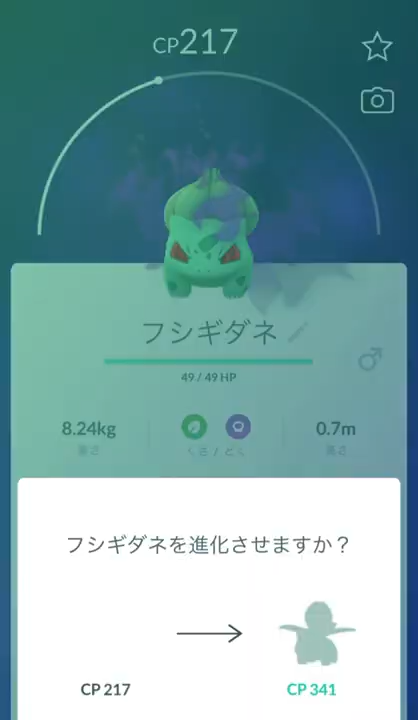 CP217
フシギダネ
49 / 49 HP
8.24kg
0.7m
重さ
くさ / どく
高さ
フシギダネを進化させますか？
CP 217
CP 341